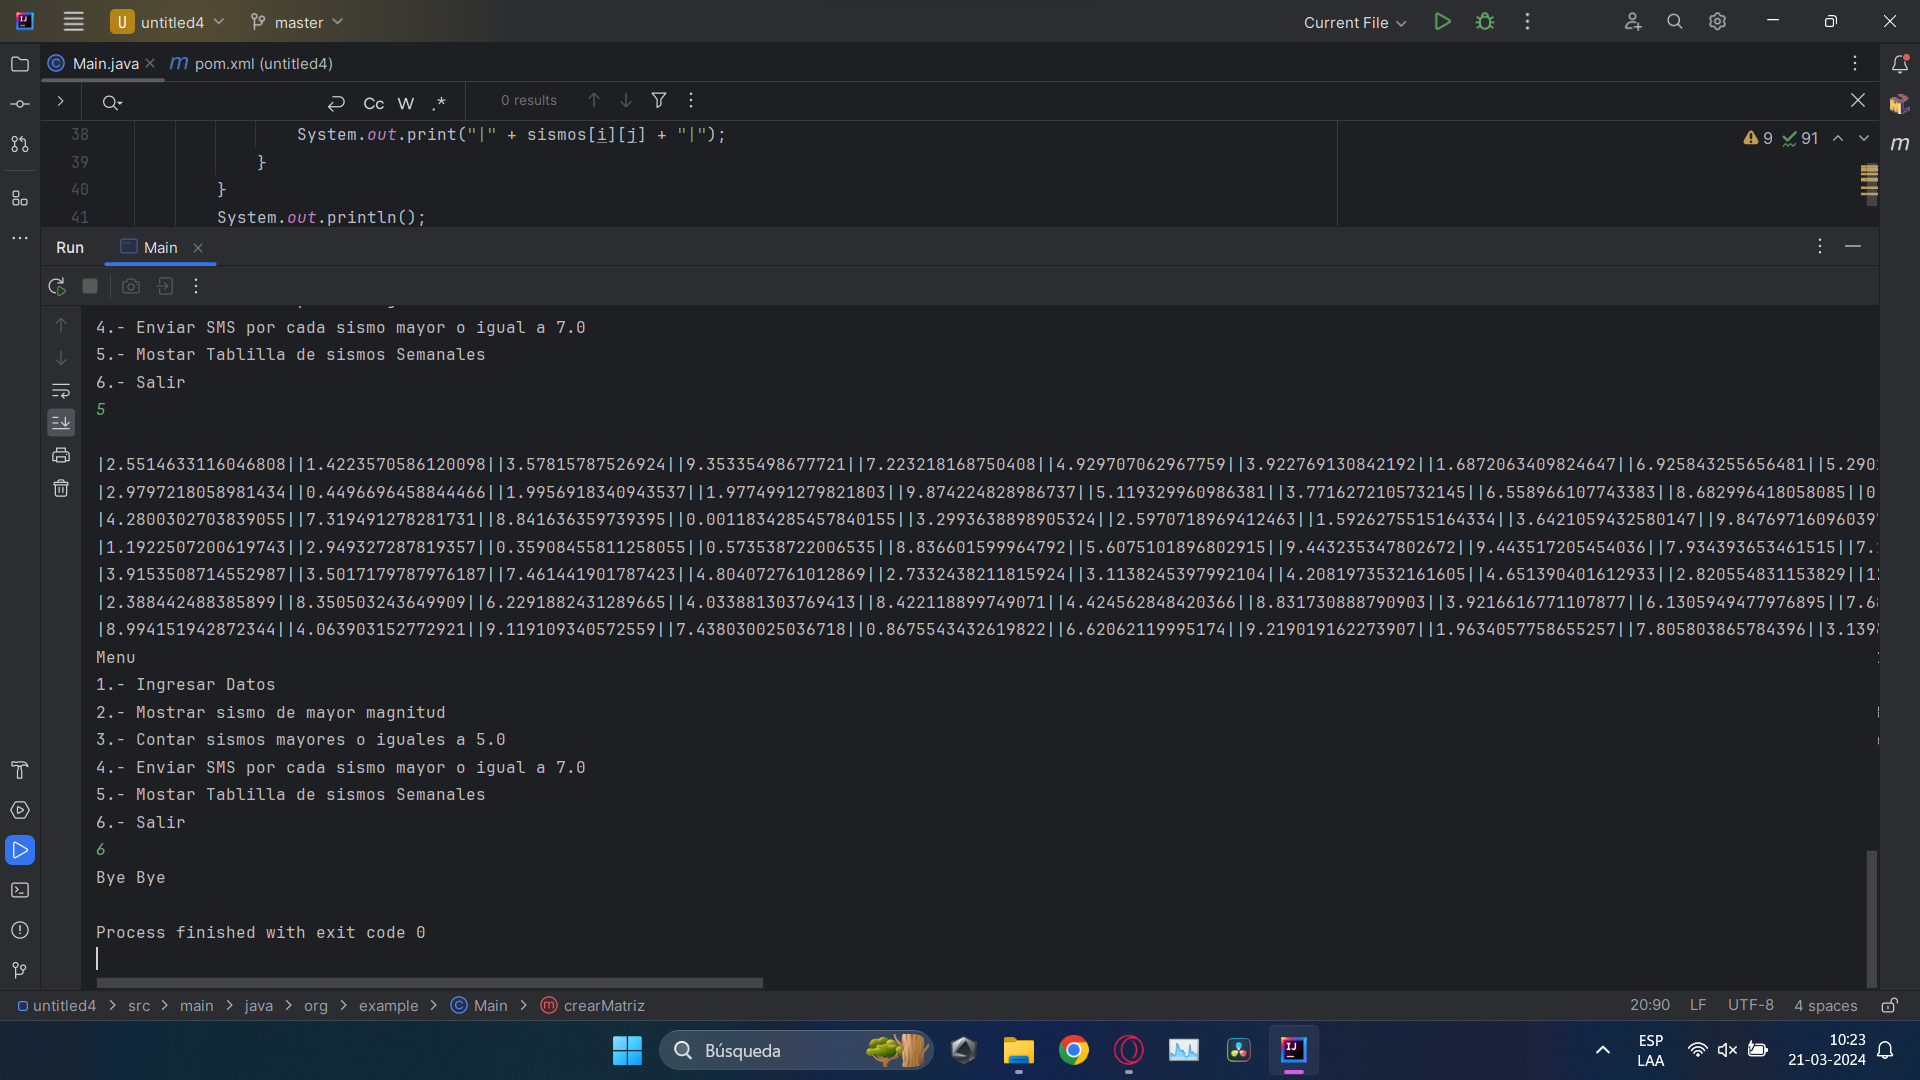 U untitled4 master Current File
Main.java pom.xml (untitled4)
Cc W .* 0 results
38 System.out.print("|" + sismos[i][j] + "|"); 9 91
39 }
40 }
41 System.out.println();
Run Main
4.- Enviar SMS por cada sismo mayor o igual a 7.0
5.- Mostar Tablilla de sismos Semanales
6.- Salir
5
|2.5514633116046808||1.4223570586120098||3.57815787526924||9.35335498677721||7.223218168750408||4.929707062967759||3.922769130842192||1.6872063409824647||6.925843255656481||5.290
|2.9797218058981434||0.4496696458844466||1.9956918340943537||1.9774991279821803||9.874224828986737||5.119329960986381||3.7716272105732145||6.558966107743383||8.682996418058085||0
|4.2800302703839055||7.319491278281731||8.841636359739395||0.0011834285457840155||3.2993638898905324||2.5970718969412463||1.5926275515164334||3.6421059432580147||9.847697160960397
|1.1922507200619743||2.949327287819357||0.35908455811258055||0.573538722006535||8.836601599964792||5.6075101896802915||9.443235347802672||9.443517205454036||7.934393653461515||7.
|3.9153508714552987||3.5017179787976187||7.461441901787423||4.804072761012869||2.7332438211815924||3.1138245397992104||4.2081973532161605||4.651390401612933||2.820554831153829||1
|2.388442488385899||8.350503243649909||6.2291882431289665||4.033881303769413||8.422118899749071||4.424562848420366||8.831730888790903||3.9216616771107877||6.1305949477976895||7.6
|8.994151942872344||4.063903152772921||9.119109340572559||7.438030025036718||0.8675543432619822||6.62062119995174||9.219019162273907||1.9634057758655257||7.805803865784396||3.139
Menu
1.- Ingresar Datos
2.- Mostrar sismo de mayor magnitud
3.- Contar sismos mayores o iguales a 5.0
4.- Enviar SMS por cada sismo mayor o igual a 7.0
5.- Mostar Tablilla de sismos Semanales
6.- Salir
6
Bye Bye
Process finished with exit code 0
untitled4 > src > main > java > org > example > Main > crearMatriz 20:90 LF UTF-8 4 spaces
Búsqueda
ESP
LAA
10:23
21-03-2024